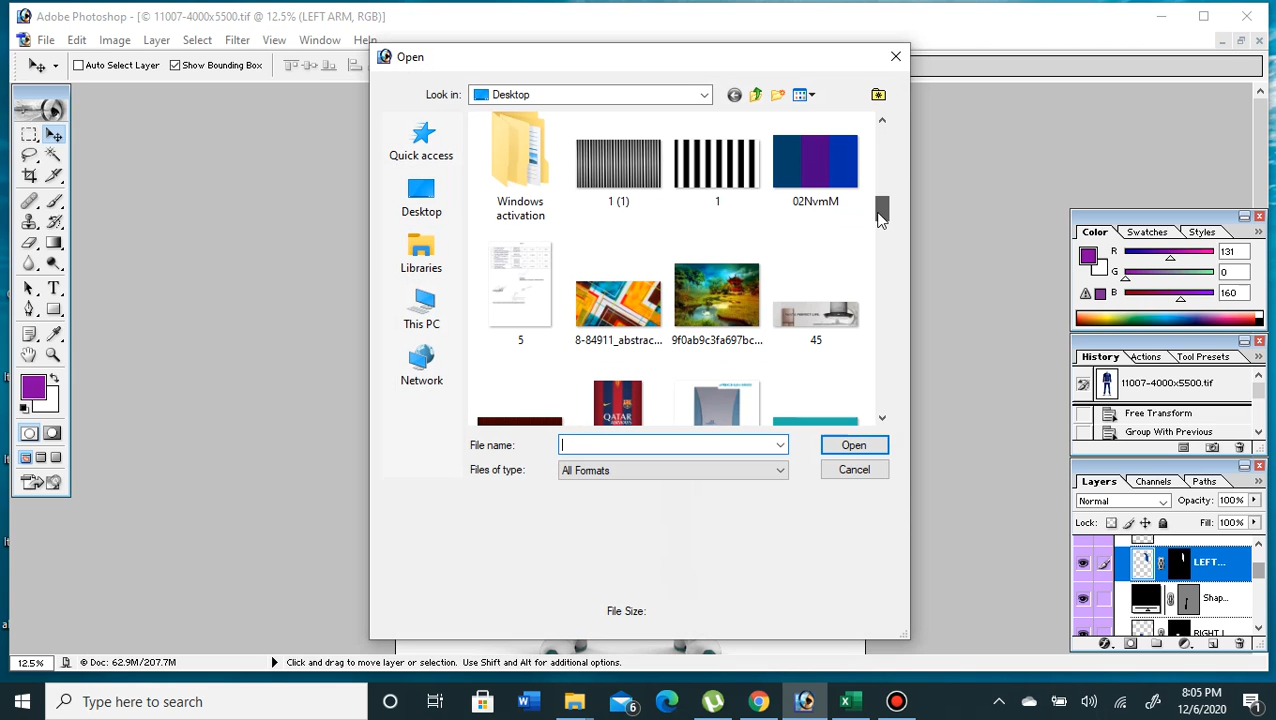 Adobe Photoshop - [© 11007-4000x5500.tif @ 12.5% (LEFT ARM, RGB)]
File Edit Image Layer Select Filter View Window Help
Auto Select Layer Show Bounding Box
Open
Look in: Desktop
Quick access
Desktop
Libraries
This PC
Network
Windows activation
1 (1)
1
02NvmM
5
8-84911_abstrac...
9f0ab9c3fa697bc...
45
QATAR
File name:
Open
Files of type: All Formats
Cancel
File Size:
Color Swatches Styles
R 131
G 0
B 160
History Actions Tool Presets
11007-4000x5500.tif
Free Transform
Group With Previous
Layers Channels Paths
Normal Opacity: 100%
Lock: Fill: 100%
LEFT...
Shap...
RIGHT I
12.5% Doc: 62.9M/207.7M Click and drag to move layer or selection. Use Shift and Alt for additional options.
Type here to search
6
8:05 PM
12/6/2020
1